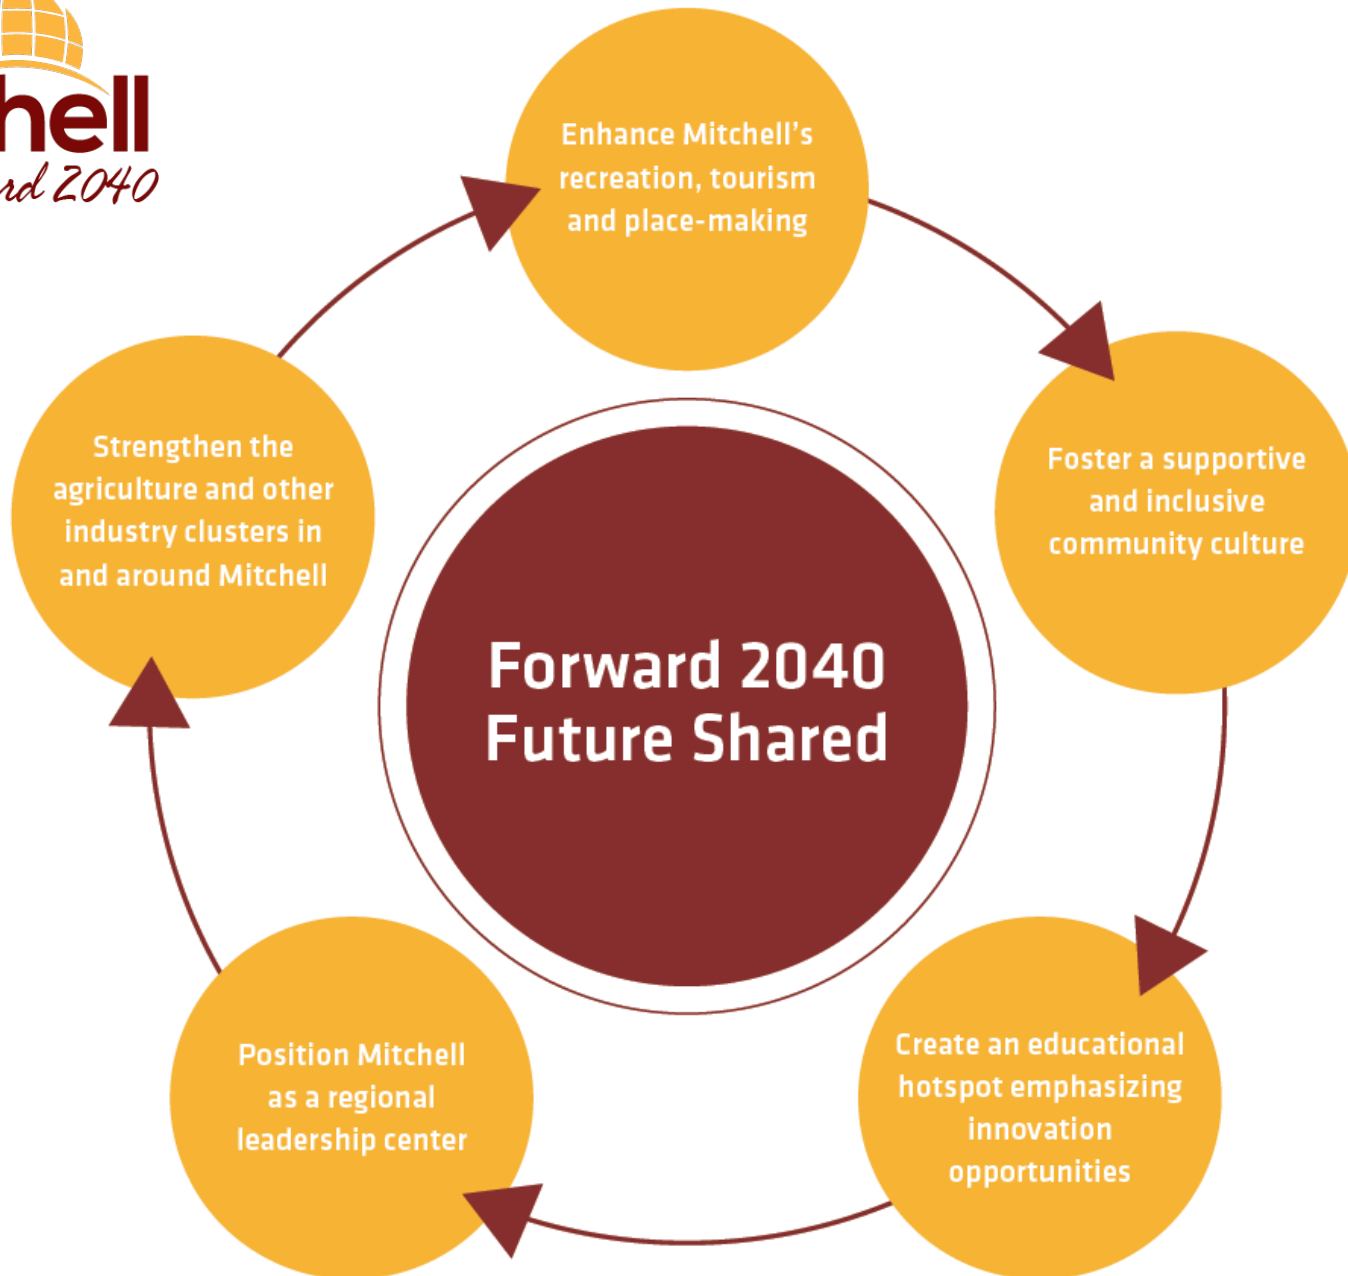 hell
rd 2040
Enhance Mitchell’s
recreation, tourism
and place-making
Foster a supportive
and inclusive
community culture
Create an educational
hotspot emphasizing
innovation
opportunities
Position Mitchell
as a regional
leadership center
Strengthen the
agriculture and other
industry clusters in
and around Mitchell
Forward 2040
Future Shared